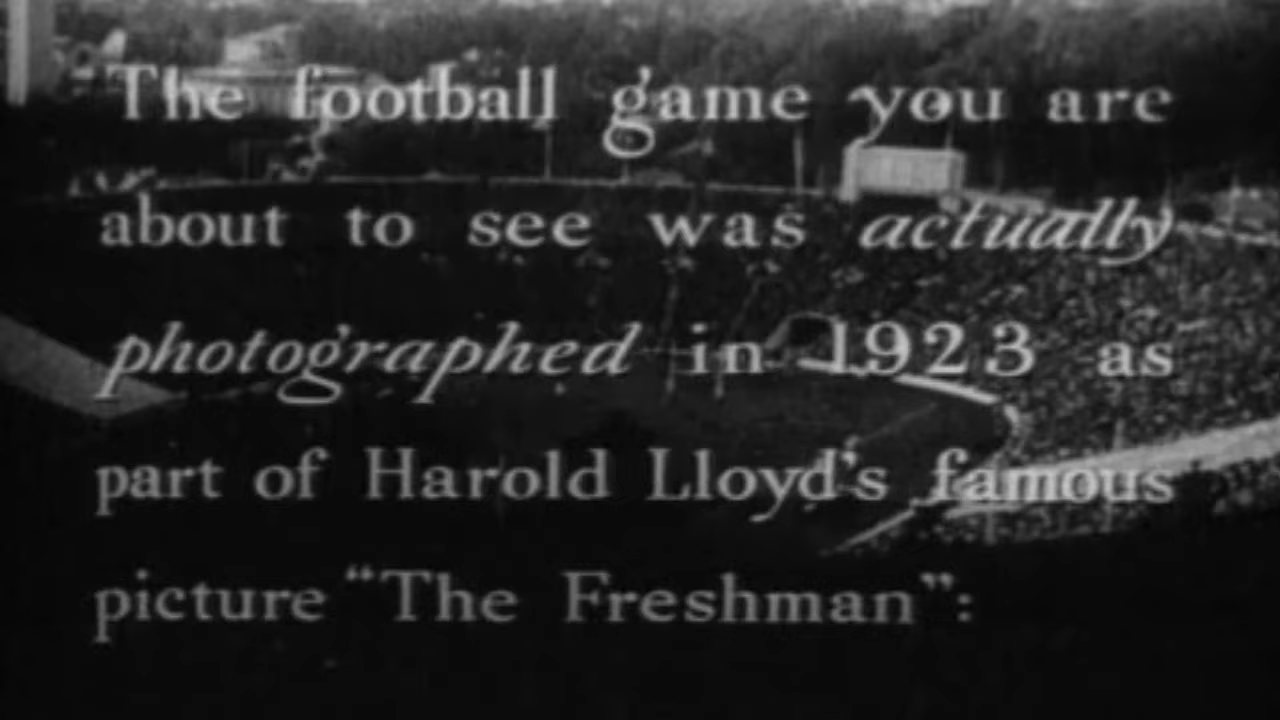 The football game you are
about to see was actually
photographed in 1923 as
part of Harold Lloyd's famous
picture “The Freshman”: